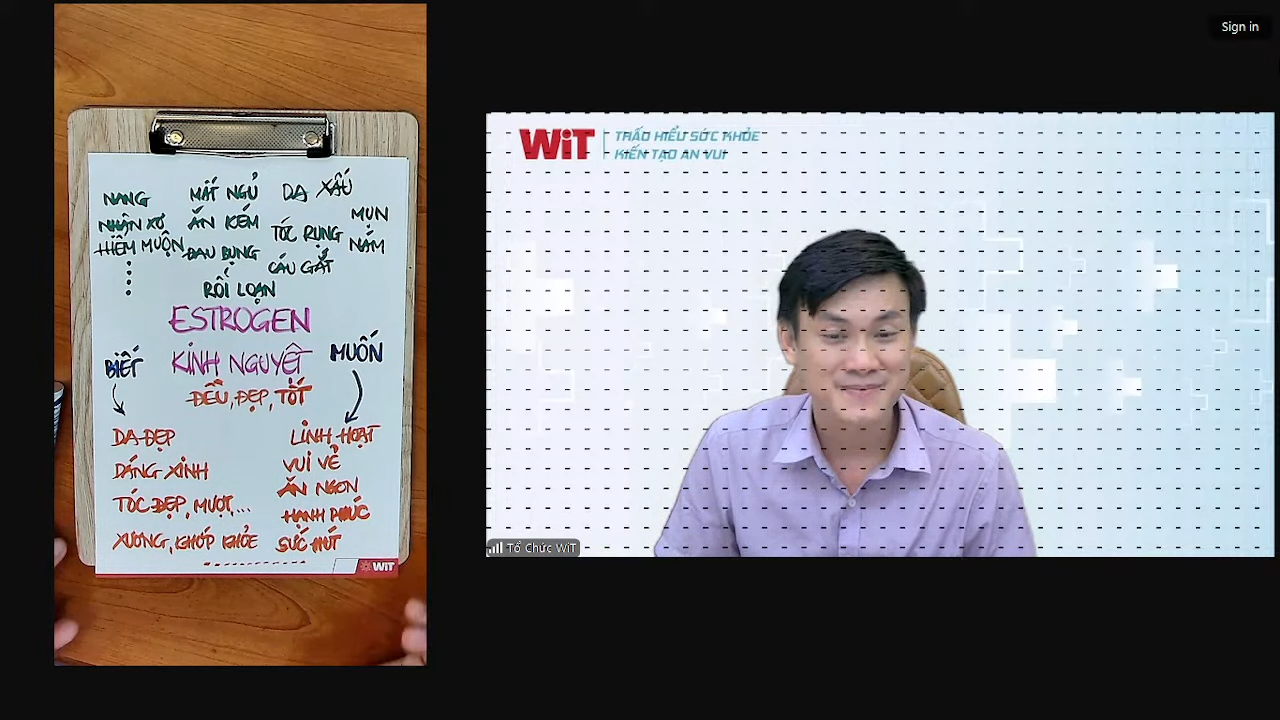 Sign in
NANG
NHÂN XƠ
HIẾM MUỘN
MẤT NGỦ
ĂN KÉM
ĐAU BỤNG
DA XẤU
TÓC RỤNG
CÁU GẮT
MỤN
NÁM
RỐI LOẠN
ESTROGEN
KINH NGUYỆT
ĐỀU, ĐẸP, TỐT
BIẾT
MUỐN
DA ĐẸP
DÁNG XINH
TÓC ĐẸP, MƯỢT,...
XƯƠNG, KHỚP KHỎE
LINH HOẠT
VUI VẺ
ĂN NGON
HẠNH PHÚC
SỨC HÚT
WiT
WiT
THẤU HIỂU SỨC KHỎE
KIẾN TẠO AN VUI
Tổ Chức WiT